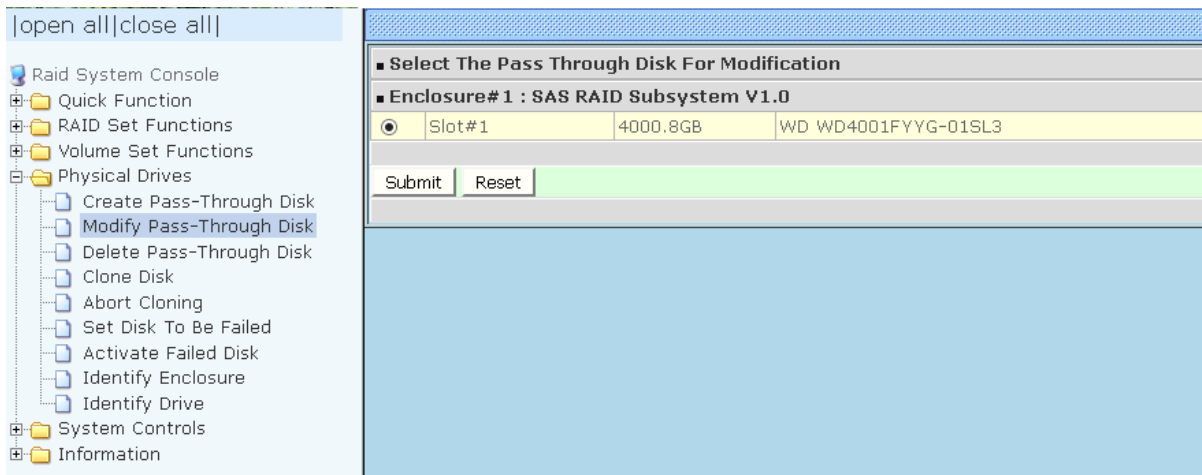 |open all|close all|
Raid System Console
Quick Function
RAID Set Functions
Volume Set Functions
Physical Drives
Create Pass-Through Disk
Modify Pass-Through Disk
Delete Pass-Through Disk
Clone Disk
Abort Cloning
Set Disk To Be Failed
Activate Failed Disk
Identify Enclosure
Identify Drive
System Controls
Information
Select The Pass Through Disk For Modification
Enclosure#1 : SAS RAID Subsystem V1.0
Slot#1 4000.8GB WD WD4001FYYG-01SL3
Submit Reset